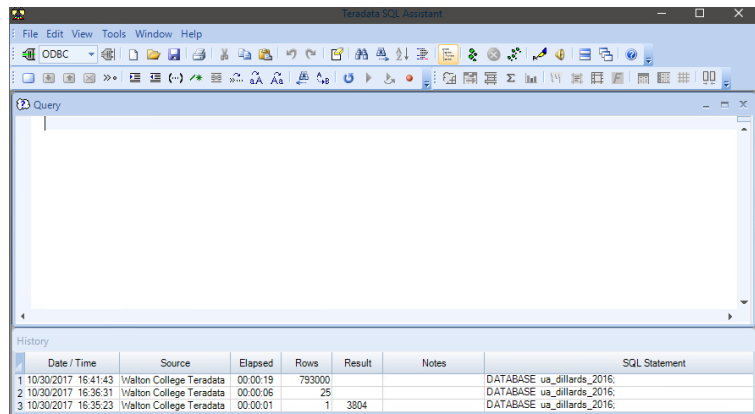 Teradata SQL Assistant
File Edit View Tools Window Help
ODBC
Query
History
Date / Time Source Elapsed Rows Result Notes SQL Statement
1 10/30/2017 16:41:43 Walton College Teradata 00:00:19 793000 DATABASE ua_dillards_2016;
2 10/30/2017 16:36:31 Walton College Teradata 00:00:06 25 DATABASE ua_dillards_2016;
3 10/30/2017 16:35:23 Walton College Teradata 00:00:01 1 3804 DATABASE ua_dillards_2016;